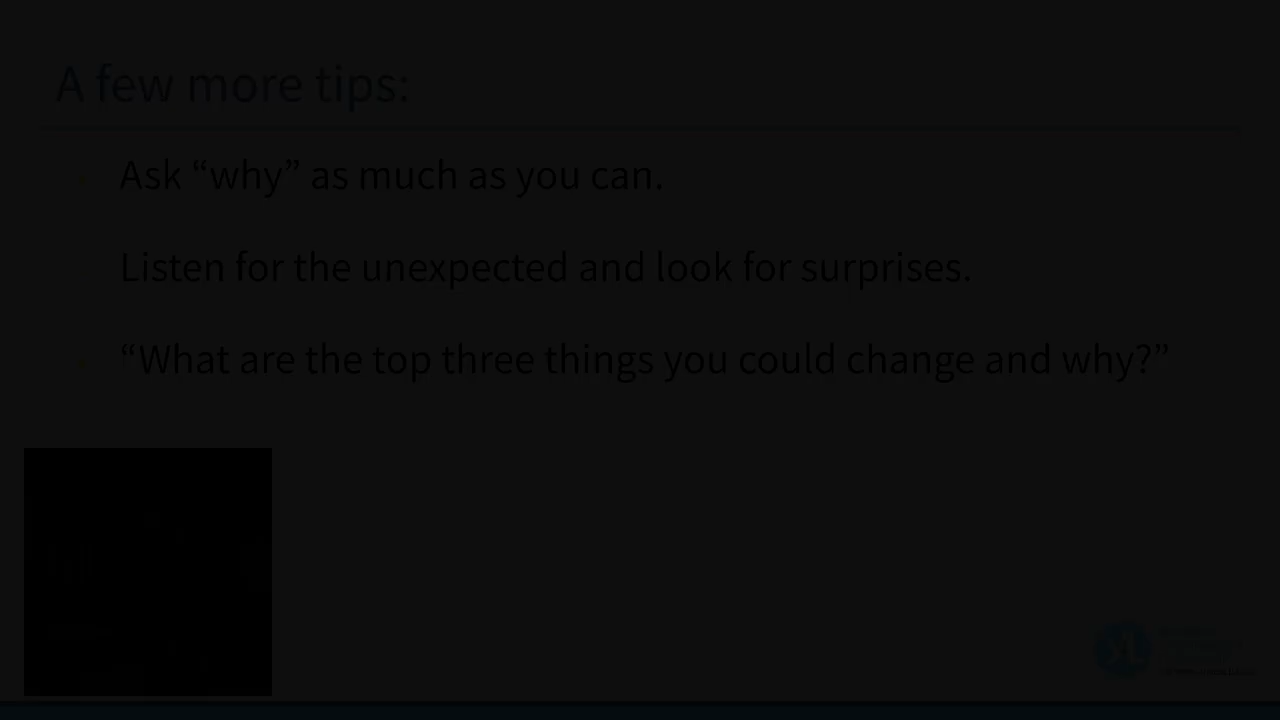 A few more tips:
Ask “why” as much as you can.
Listen for the unexpected and look for surprises.
“What are the top three things you could change and why?”